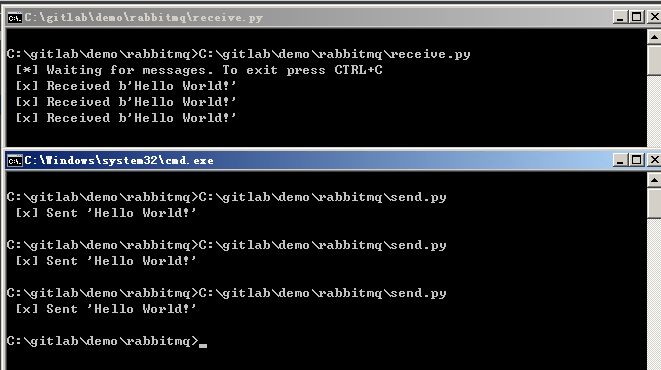 C:\gitlab\demo\rabbitmq\receive.py
C:\gitlab\demo\rabbitmq>C:\gitlab\demo\rabbitmq\receive.py
[*] Waiting for messages. To exit press CTRL+C
[x] Received b'Hello World!'
[x] Received b'Hello World!'
[x] Received b'Hello World!'
C:\Windows\system32\cmd.exe
C:\gitlab\demo\rabbitmq>C:\gitlab\demo\rabbitmq\send.py
[x] Sent 'Hello World!'
C:\gitlab\demo\rabbitmq>C:\gitlab\demo\rabbitmq\send.py
[x] Sent 'Hello World!'
C:\gitlab\demo\rabbitmq>C:\gitlab\demo\rabbitmq\send.py
[x] Sent 'Hello World!'
C:\gitlab\demo\rabbitmq>_